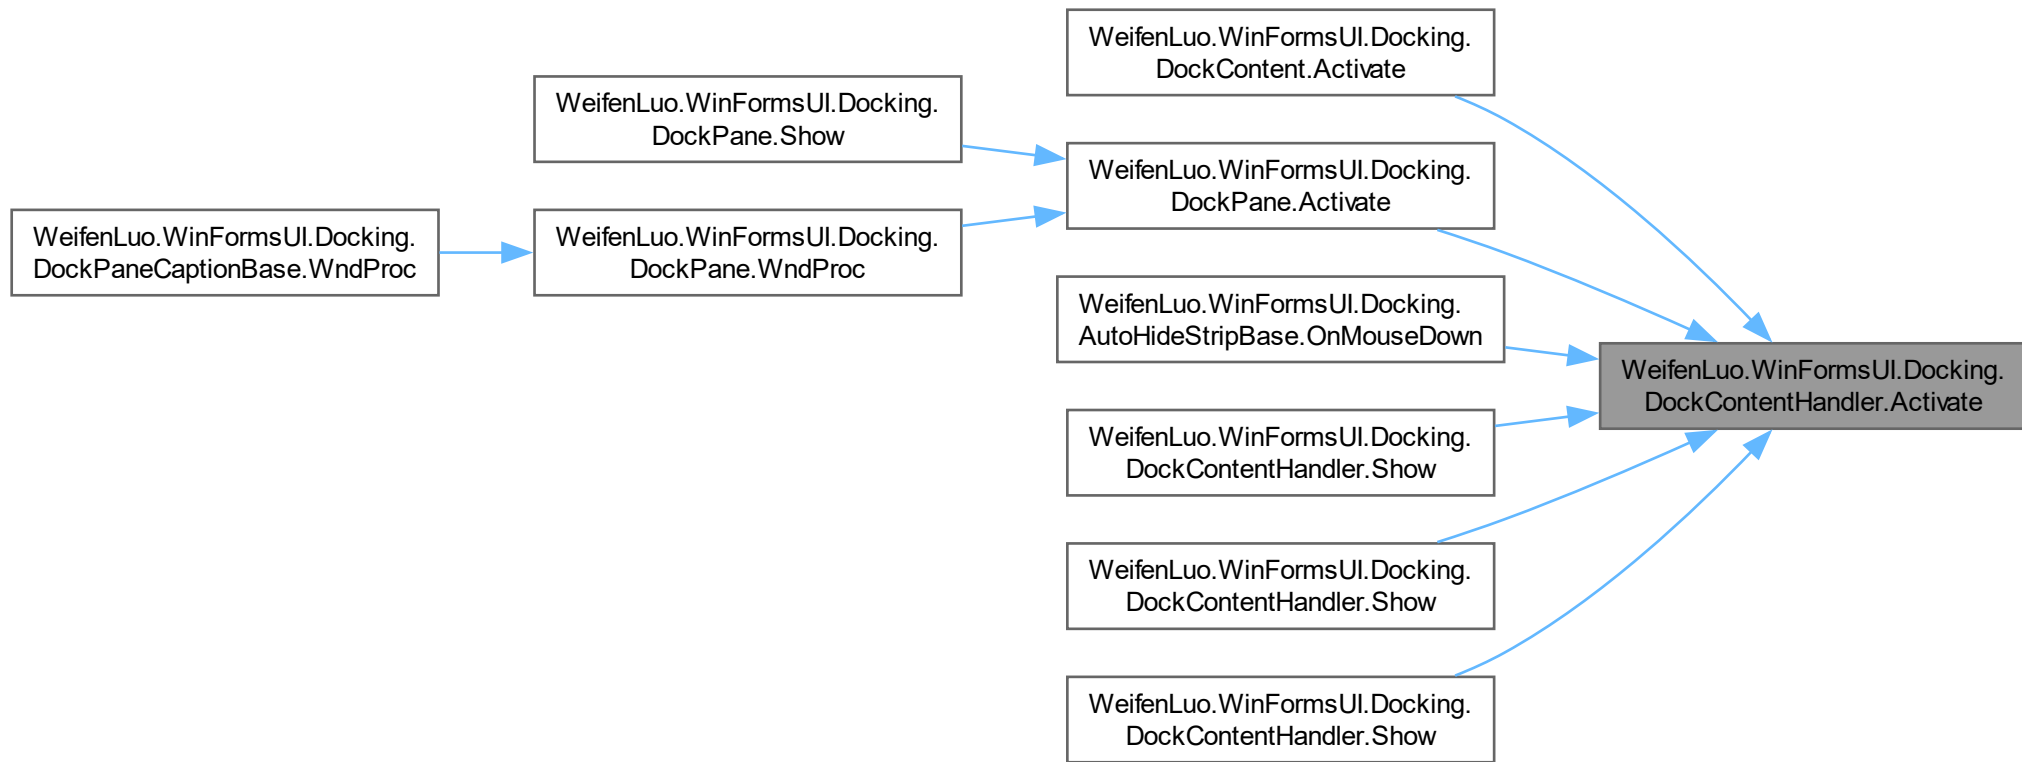 WeifenLuo.WinFormsUI.Docking.
DockContent.Activate
WeifenLuo.WinFormsUI.Docking.
DockPane.Show
WeifenLuo.WinFormsUI.Docking.
DockPane.Activate
WeifenLuo.WinFormsUI.Docking.
DockPaneCaptionBase.WndProc
WeifenLuo.WinFormsUI.Docking.
DockPane.WndProc
WeifenLuo.WinFormsUI.Docking.
AutoHideStripBase.OnMouseDown
WeifenLuo.WinFormsUI.Docking.
DockContentHandler.Activate
WeifenLuo.WinFormsUI.Docking.
DockContentHandler.Show
WeifenLuo.WinFormsUI.Docking.
DockContentHandler.Show
WeifenLuo.WinFormsUI.Docking.
DockContentHandler.Show